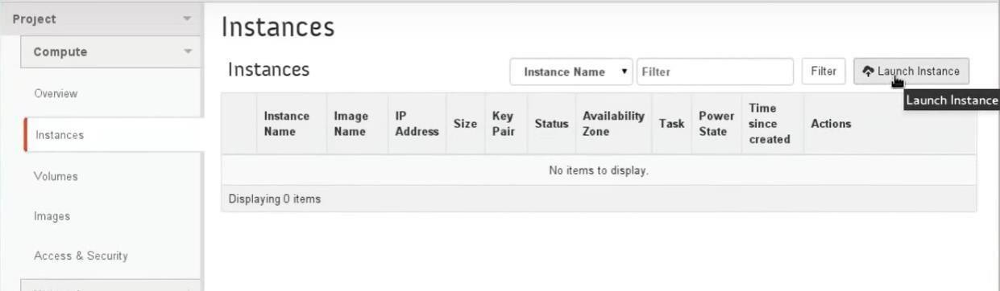 Project
Compute
Overview
Instances
Volumes
Images
Access & Security
Instances
Instances
Instance Name
Filter
Filter
Launch Instance
Launch Instance
Instance Name
Image Name
IP Address
Size
Key Pair
Status
Availability Zone
Task
Power State
Time since created
Actions
No items to display.
Displaying 0 items